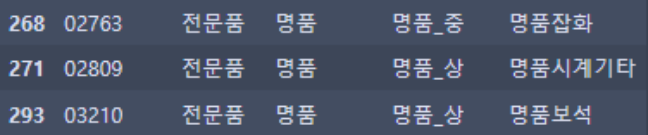 268 02763 전문품 명품 명품_중 명품잡화
271 02809 전문품 명품 명품_상 명품시계기타
293 03210 전문품 명품 명품_상 명품보석